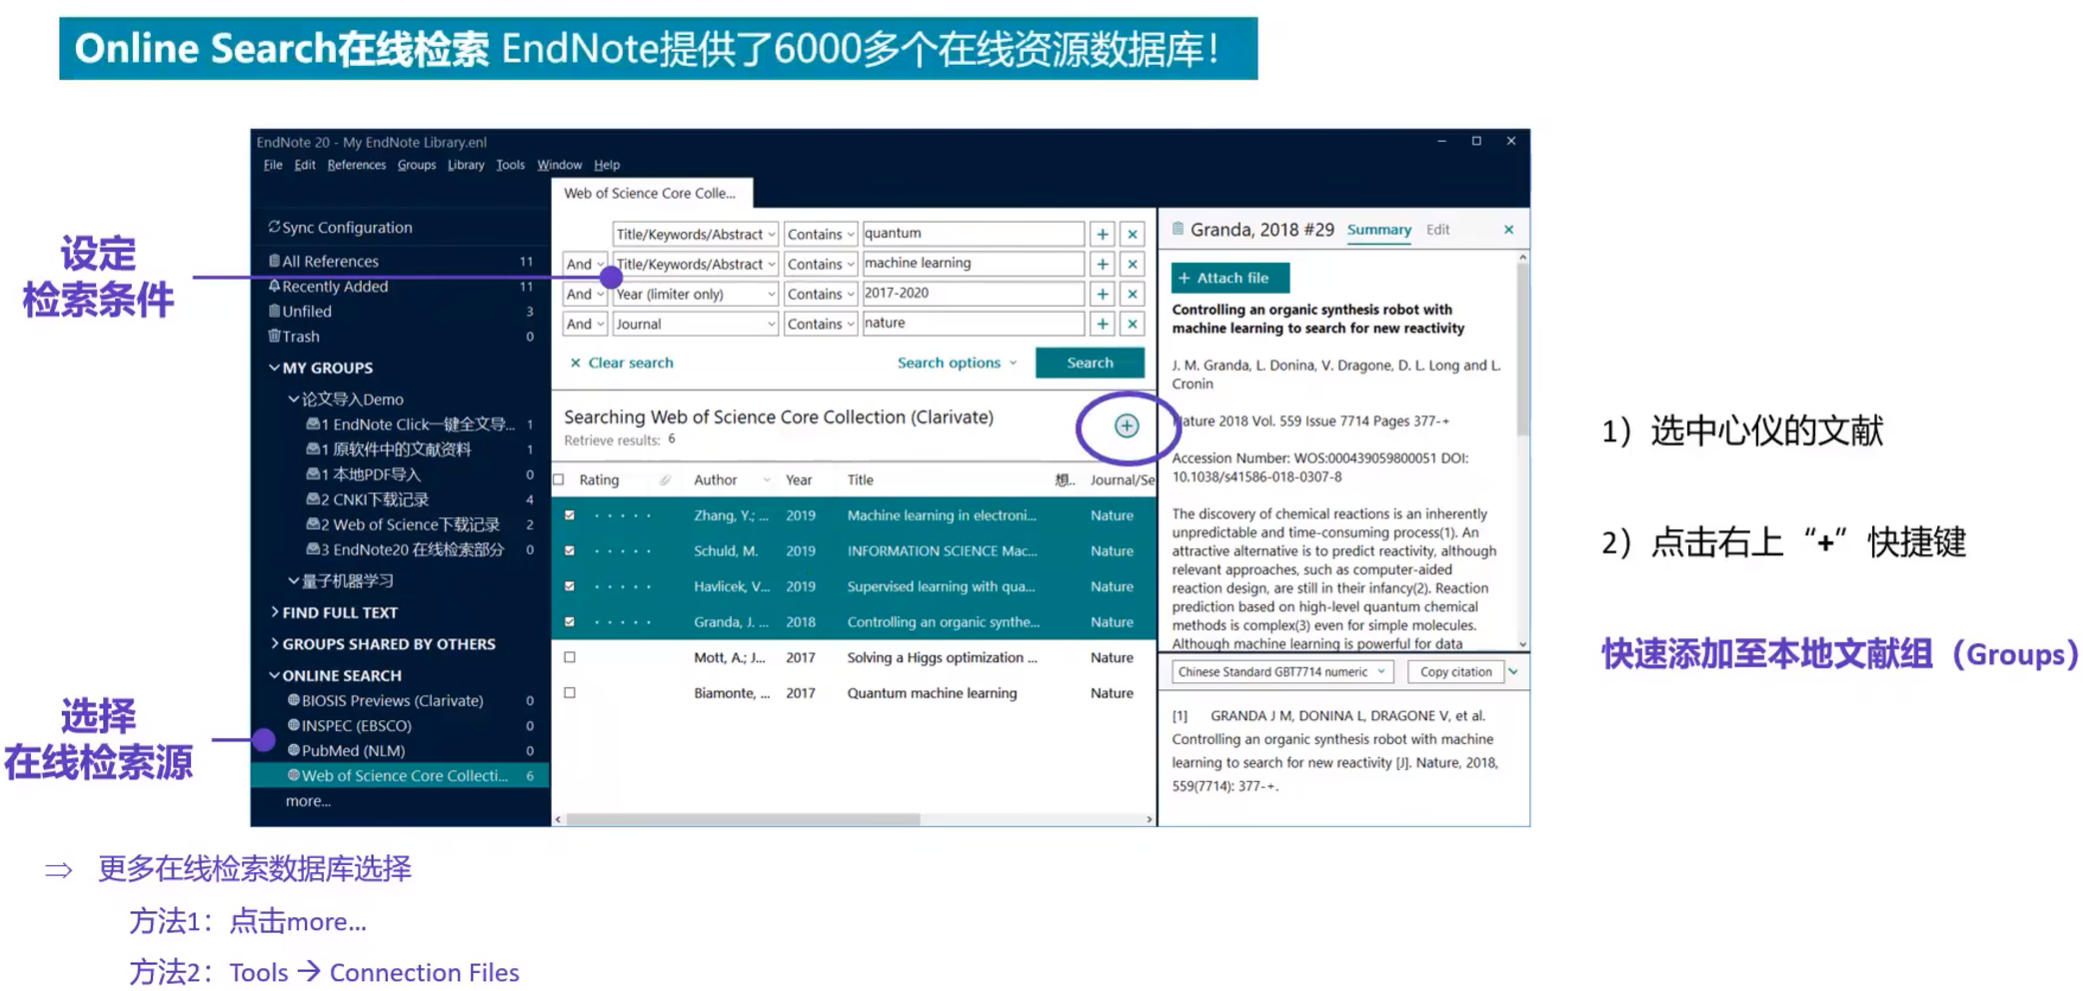 Online Search在线检索 EndNote提供了6000多个在线资源数据库！
EndNote 20 - My EndNote Library.enl
File Edit References Groups Library Tools Window Help
设定
检索条件
选择
在线检索源
Sync Configuration
All References 11
Recently Added 11
Unfiled 3
Trash 0
MY GROUPS
论文导入Demo
1 EndNote Click一键全文导... 1
1 原软件中的文献资料 1
1 本地PDF导入 0
2 CNKI下载记录 4
2 Web of Science下载记录 2
3 EndNote20 在线检索部分 0
量子机器学习
FIND FULL TEXT
GROUPS SHARED BY OTHERS
ONLINE SEARCH
BIOSIS Previews (Clarivate) 0
INSPEC (EBSCO) 0
PubMed (NLM) 0
Web of Science Core Collecti... 6
more...
Web of Science Core Colle...
Title/Keywords/Abstract Contains quantum
And Title/Keywords/Abstract Contains machine learning
And Year (limiter only) Contains 2017-2020
And Journal Contains nature
Clear search Search options Search
Searching Web of Science Core Collection (Clarivate)
Retrieve results: 6
Rating Author Year Title 想.. Journal/Se
Zhang, Y.; ... 2019 Machine learning in electroni... Nature
Schuld, M. 2019 INFORMATION SCIENCE Mac... Nature
Havlicek, V... 2019 Supervised learning with qua... Nature
Granda, J. ... 2018 Controlling an organic synthe... Nature
Mott, A.; J... 2017 Solving a Higgs optimization ... Nature
Biamonte, ... 2017 Quantum machine learning Nature
Granda, 2018 #29 Summary Edit
+ Attach file
Controlling an organic synthesis robot with
machine learning to search for new reactivity
J. M. Granda, L. Donina, V. Dragone, D. L. Long and L.
Cronin
Nature 2018 Vol. 559 Issue 7714 Pages 377-+
Accession Number: WOS:000439059800051 DOI:
10.1038/s41586-018-0307-8
The discovery of chemical reactions is an inherently
unpredictable and time-consuming process(1). An
attractive alternative is to predict reactivity, although
relevant approaches, such as computer-aided
reaction design, are still in their infancy(2). Reaction
prediction based on high-level quantum chemical
methods is complex(3) even for simple molecules.
Although machine learning is powerful for data
Chinese Standard GBT7714 numeric Copy citation
[1] GRANDA J M, DONINA L, DRAGONE V, et al.
Controlling an organic synthesis robot with machine
learning to search for new reactivity [J]. Nature, 2018,
559(7714): 377-+.
1）选中心仪的文献
2）点击右上“+”快捷键
快速添加至本地文献组（Groups）
⇒ 更多在线检索数据库选择
方法1：点击more...
方法2：Tools → Connection Files